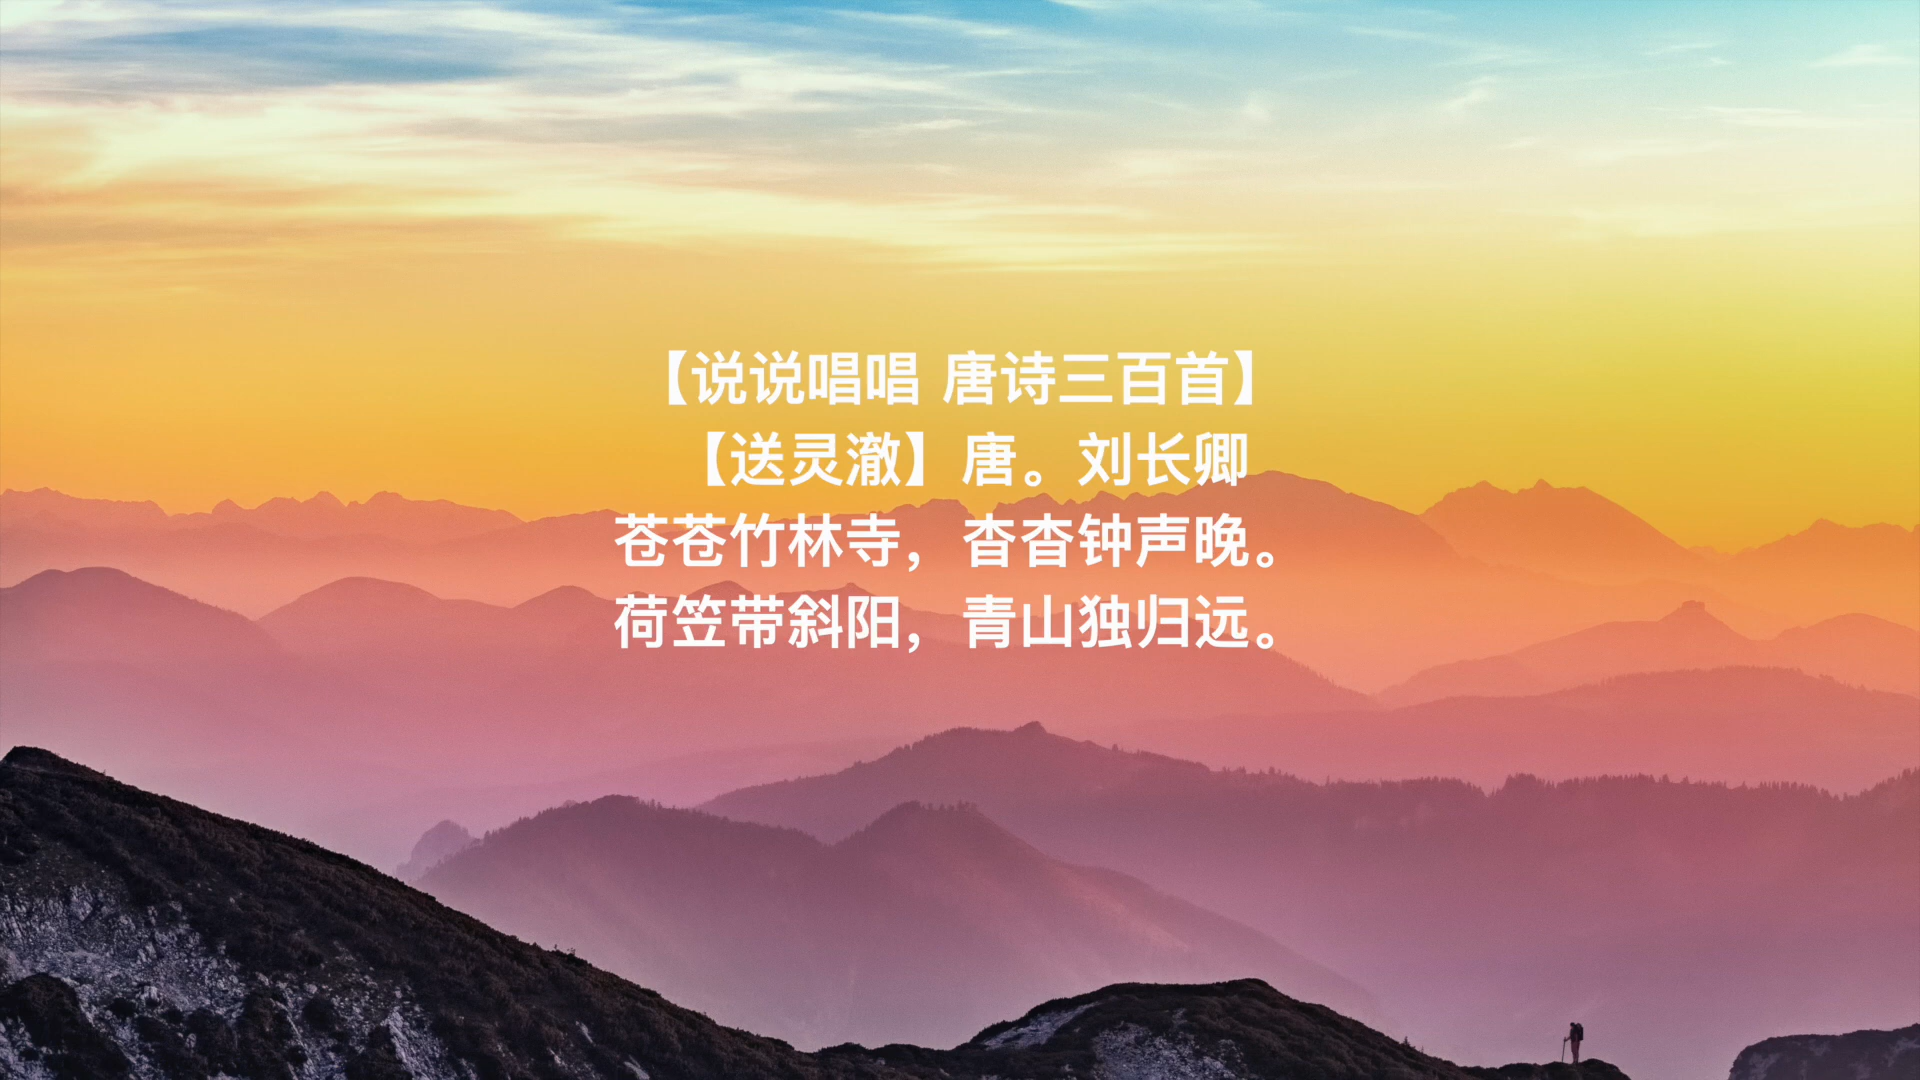 【说说唱唱 唐诗三百首】
【送灵澈】唐。刘长卿
苍苍竹林寺，杳杳钟声晚。
荷笠带斜阳，青山独归远。